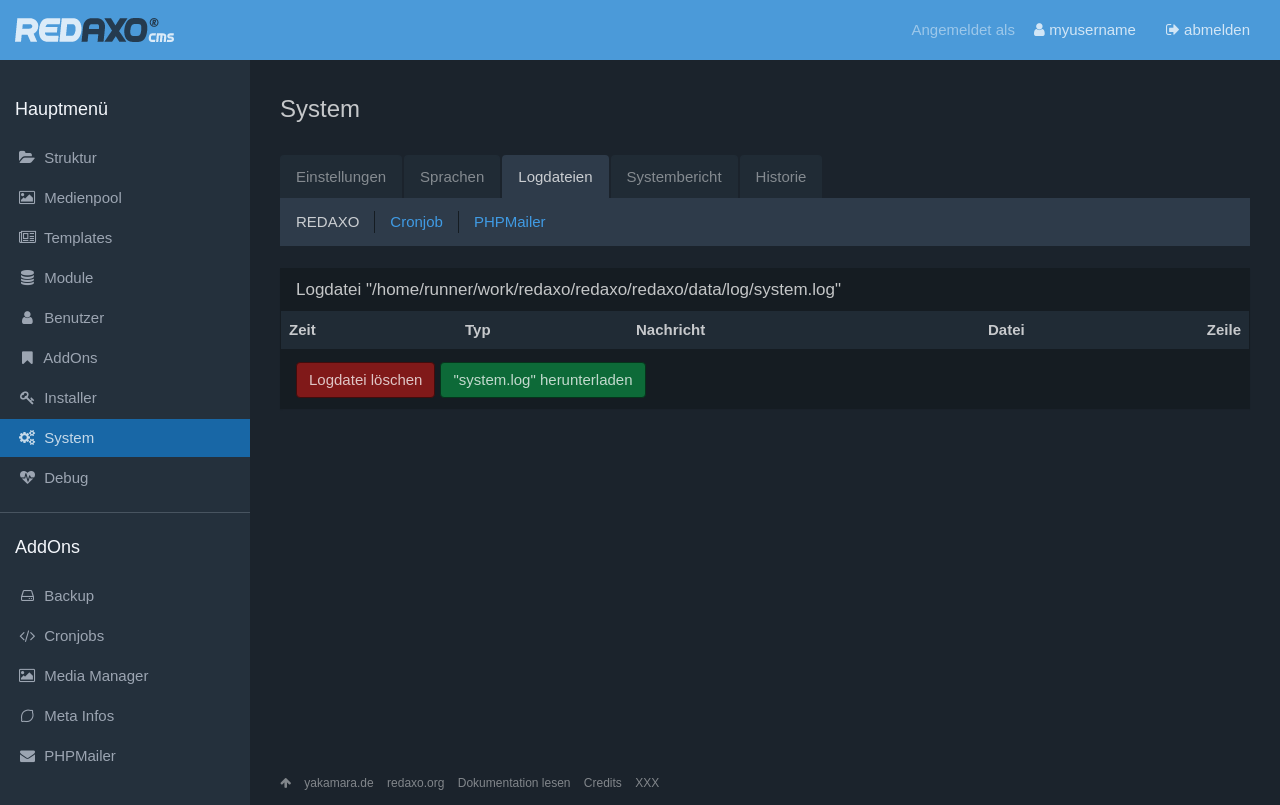 REDAXO® cms
Angemeldet als myusername abmelden
Hauptmenü
Struktur
Medienpool
Templates
Module
Benutzer
AddOns
Installer
System
Debug
AddOns
Backup
Cronjobs
Media Manager
Meta Infos
PHPMailer
System
Einstellungen Sprachen Logdateien Systembericht Historie
REDAXO Cronjob PHPMailer
Logdatei "/home/runner/work/redaxo/redaxo/redaxo/data/log/system.log"
Zeit Typ Nachricht Datei Zeile
Logdatei löschen "system.log" herunterladen
yakamara.de redaxo.org Dokumentation lesen Credits XXX